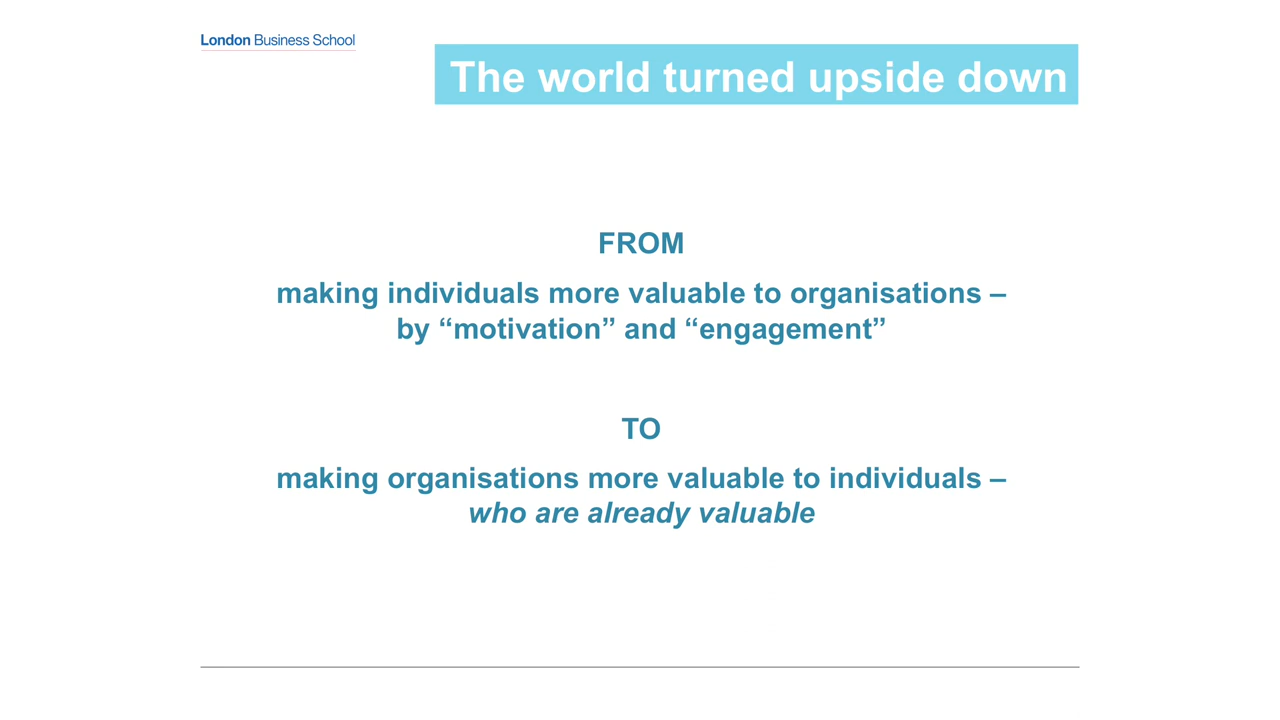 London Business School
The world turned upside down
FROM
making individuals more valuable to organisations –
by “motivation” and “engagement”
TO
making organisations more valuable to individuals –
who are already valuable